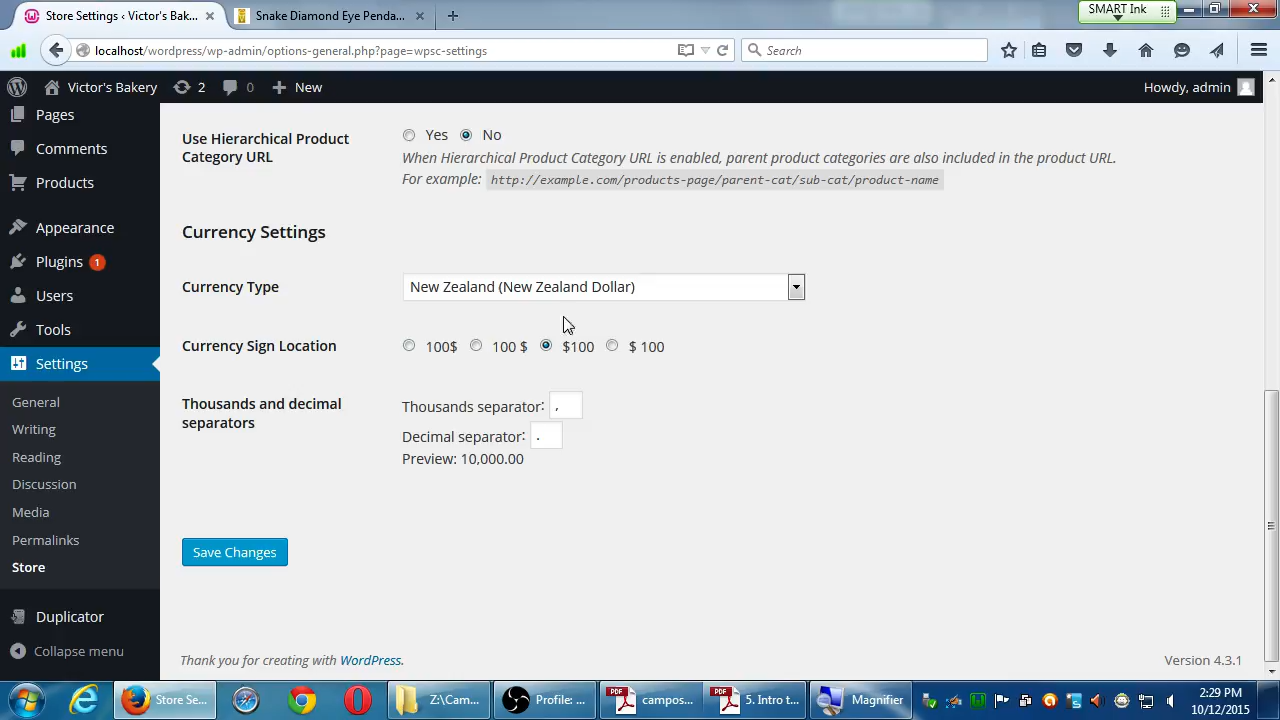 Store Settings ‹ Victor's Bak...
Snake Diamond Eye Penda...
SMART Ink
localhost/wordpress/wp-admin/options-general.php?page=wpsc-settings
Search
Victor's Bakery
2
0
New
Howdy, admin
Pages
Comments
Products
Appearance
Plugins 1
Users
Tools
Settings
General
Writing
Reading
Discussion
Media
Permalinks
Store
Duplicator
Collapse menu
Use Hierarchical Product
Category URL
Yes No
When Hierarchical Product Category URL is enabled, parent product categories are also included in the product URL.
For example: http://example.com/products-page/parent-cat/sub-cat/product-name
Currency Settings
Currency Type
New Zealand (New Zealand Dollar)
Currency Sign Location
100$ 100 $ $100 $ 100
Thousands and decimal
separators
Thousands separator: ,
Decimal separator: .
Preview: 10,000.00
Save Changes
Thank you for creating with WordPress.
Version 4.3.1
Store Se...
Z:\Cam...
Profile: ...
PDF
campos...
PDF
5. Intro t...
Magnifier
2:29 PM
10/12/2015